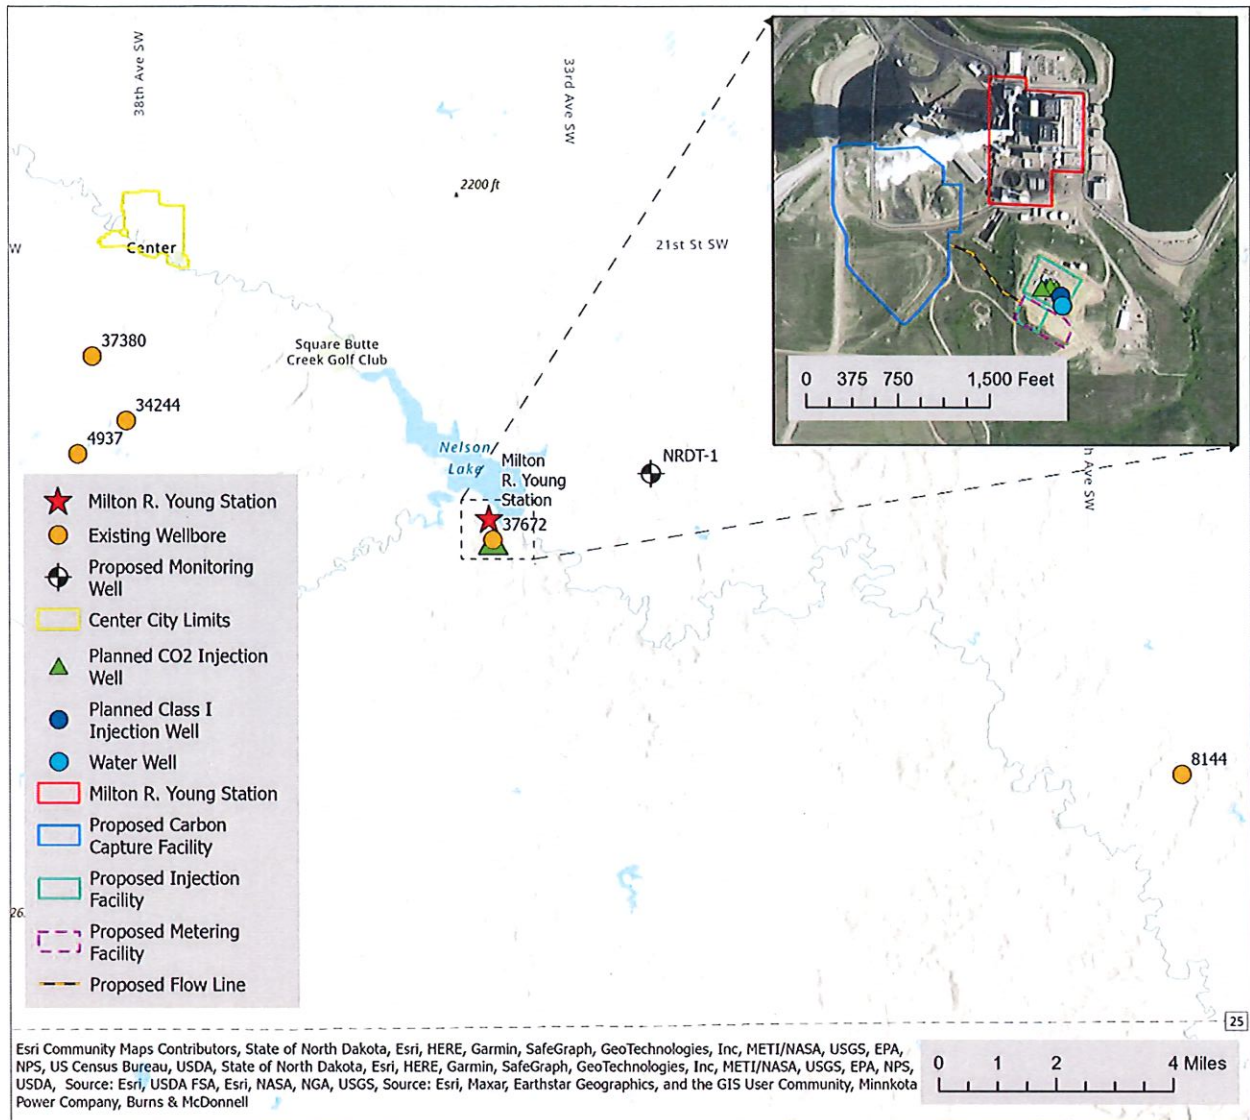 38th Ave SW
33rd Ave SW
2200 ft
21st St SW
W
Center
37380
Square Butte
Creek Golf Club
34244
4937
Nelson
Lake
Milton
R. Young
Station
NRDT-1
37672
0 375 750 1,500 Feet
h Ave SW
8144
Milton R. Young Station
Existing Wellbore
Proposed Monitoring
Well
Center City Limits
Planned CO2 Injection
Well
Planned Class I
Injection Well
Water Well
Milton R. Young Station
Proposed Carbon
Capture Facility
Proposed Injection
Facility
26.
Proposed Metering
Facility
Proposed Flow Line
25
Esri Community Maps Contributors, State of North Dakota, Esri, HERE, Garmin, SafeGraph, GeoTechnologies, Inc, METI/NASA, USGS, EPA,
NPS, US Census Bureau, USDA, State of North Dakota, Esri, HERE, Garmin, SafeGraph, GeoTechnologies, Inc, METI/NASA, USGS, EPA, NPS,
USDA, Source: Esri, USDA FSA, Esri, NASA, NGA, USGS, Source: Esri, Maxar, Earthstar Geographics, and the GIS User Community, Minnkota
Power Company, Burns & McDonnell
0 1 2 4 Miles